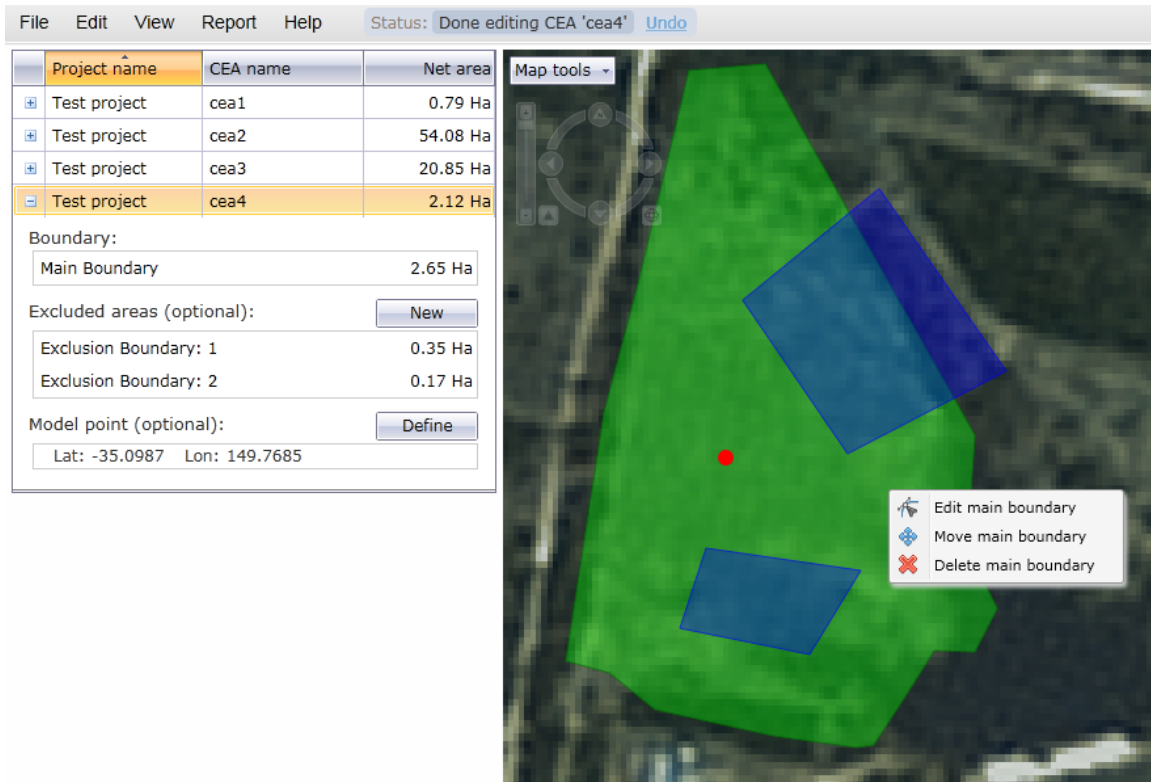 File Edit View Report Help Status: Done editing CEA 'cea4' Undo
Project name CEA name Net area
Test project cea1 0.79 Ha
Test project cea2 54.08 Ha
Test project cea3 20.85 Ha
Test project cea4 2.12 Ha
Boundary:
Main Boundary 2.65 Ha
Excluded areas (optional): New
Exclusion Boundary: 1 0.35 Ha
Exclusion Boundary: 2 0.17 Ha
Model point (optional): Define
Lat: -35.0987 Lon: 149.7685
Map tools
Edit main boundary
Move main boundary
Delete main boundary